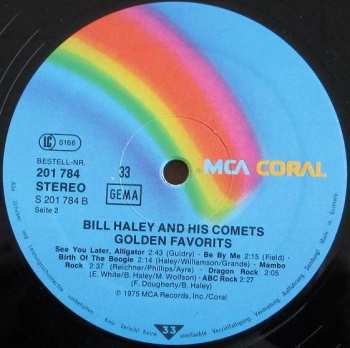 LC 0166
BESTELL-NR.
201 784
STEREO
S 201 784 B
Seite 2
33
GEMA
MCA CORAL
BILL HALEY AND HIS COMETS
GOLDEN FAVORITS
See You Later, Alligator 2:43 (Guidry) - Be By Me 2:15 (Field) -
Birth Of The Boogie 2:14 (Haley/Williamson/Grande) - Mambo
Rock 2:37 (Reichner/Phillips/Ayre) - Dragon Rock 2:05
(E. White/B. Haley/M. Wolfson) - ABC Rock 2:27
(F. Dougherty/B. Haley)
℗ 1975 MCA Records, Inc./Coral
33